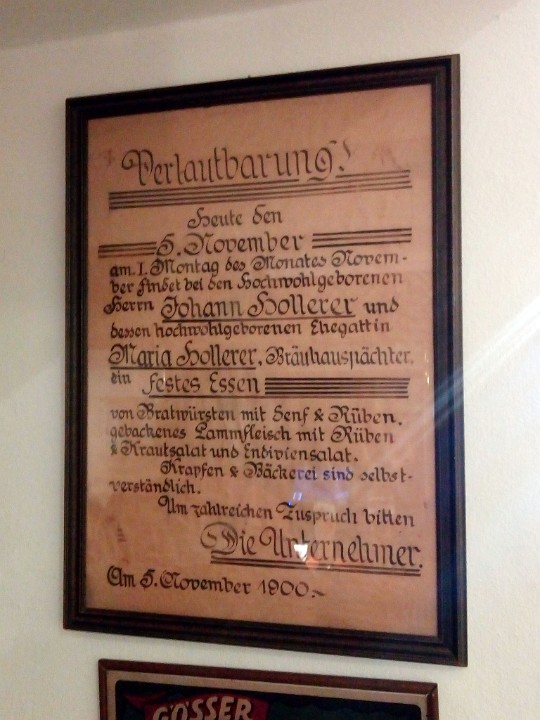 Verlautbarung!
Heute den
5. November
am I. Montag des Monates Novem-
ber findet bei den Hochwohlgeborenen
Herrn Johann Hollerer und
dessen hochwohlgeborenen Ehegattin
Maria Hollerer, Bräuhauspächter,
ein festes Essen
von Bratwürsten mit Senf & Rüben,
gebackenes Lammfleisch mit Rüben
& Krautsalat und Endiviensalat.
Krapfen & Bäckerei sind selbst-
verständlich.
Um zahlreichen Zuspruch bitten
Die Unternehmer.
Am 5. November 1900.
GÖSSER